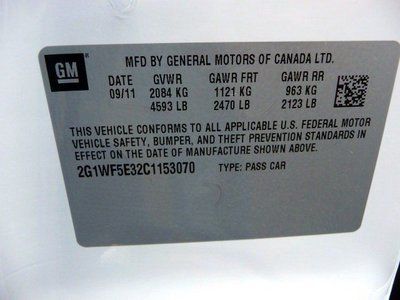 GM
MFD BY GENERAL MOTORS OF CANADA LTD.
DATE GVWR GAWR FRT GAWR RR
09/11 2084 KG 1121 KG 963 KG
4593 LB 2470 LB 2123 LB
THIS VEHICLE CONFORMS TO ALL APPLICABLE U.S. FEDERAL MOTOR
VEHICLE SAFETY, BUMPER, AND THEFT PREVENTION STANDARDS IN
EFFECT ON THE DATE OF MANUFACTURE SHOWN ABOVE.
2G1WF5E32C1153070 TYPE: PASS CAR